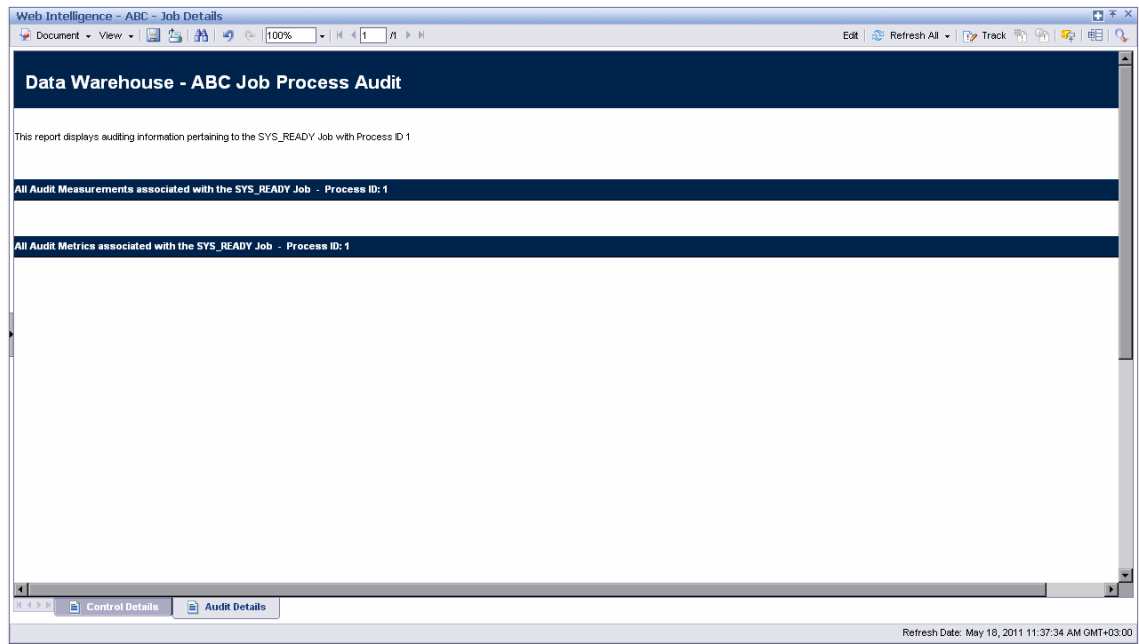 Web Intelligence - ABC - Job Details
Document View 100% 1 /1 Edit Refresh All Track
Data Warehouse - ABC Job Process Audit
This report displays auditing information pertaining to the SYS_READY Job with Process ID 1
All Audit Measurements associated with the SYS_READY Job - Process ID: 1
All Audit Metrics associated with the SYS_READY Job - Process ID: 1
Control Details Audit Details
Refresh Date: May 18, 2011 11:37:34 AM GMT+03:00